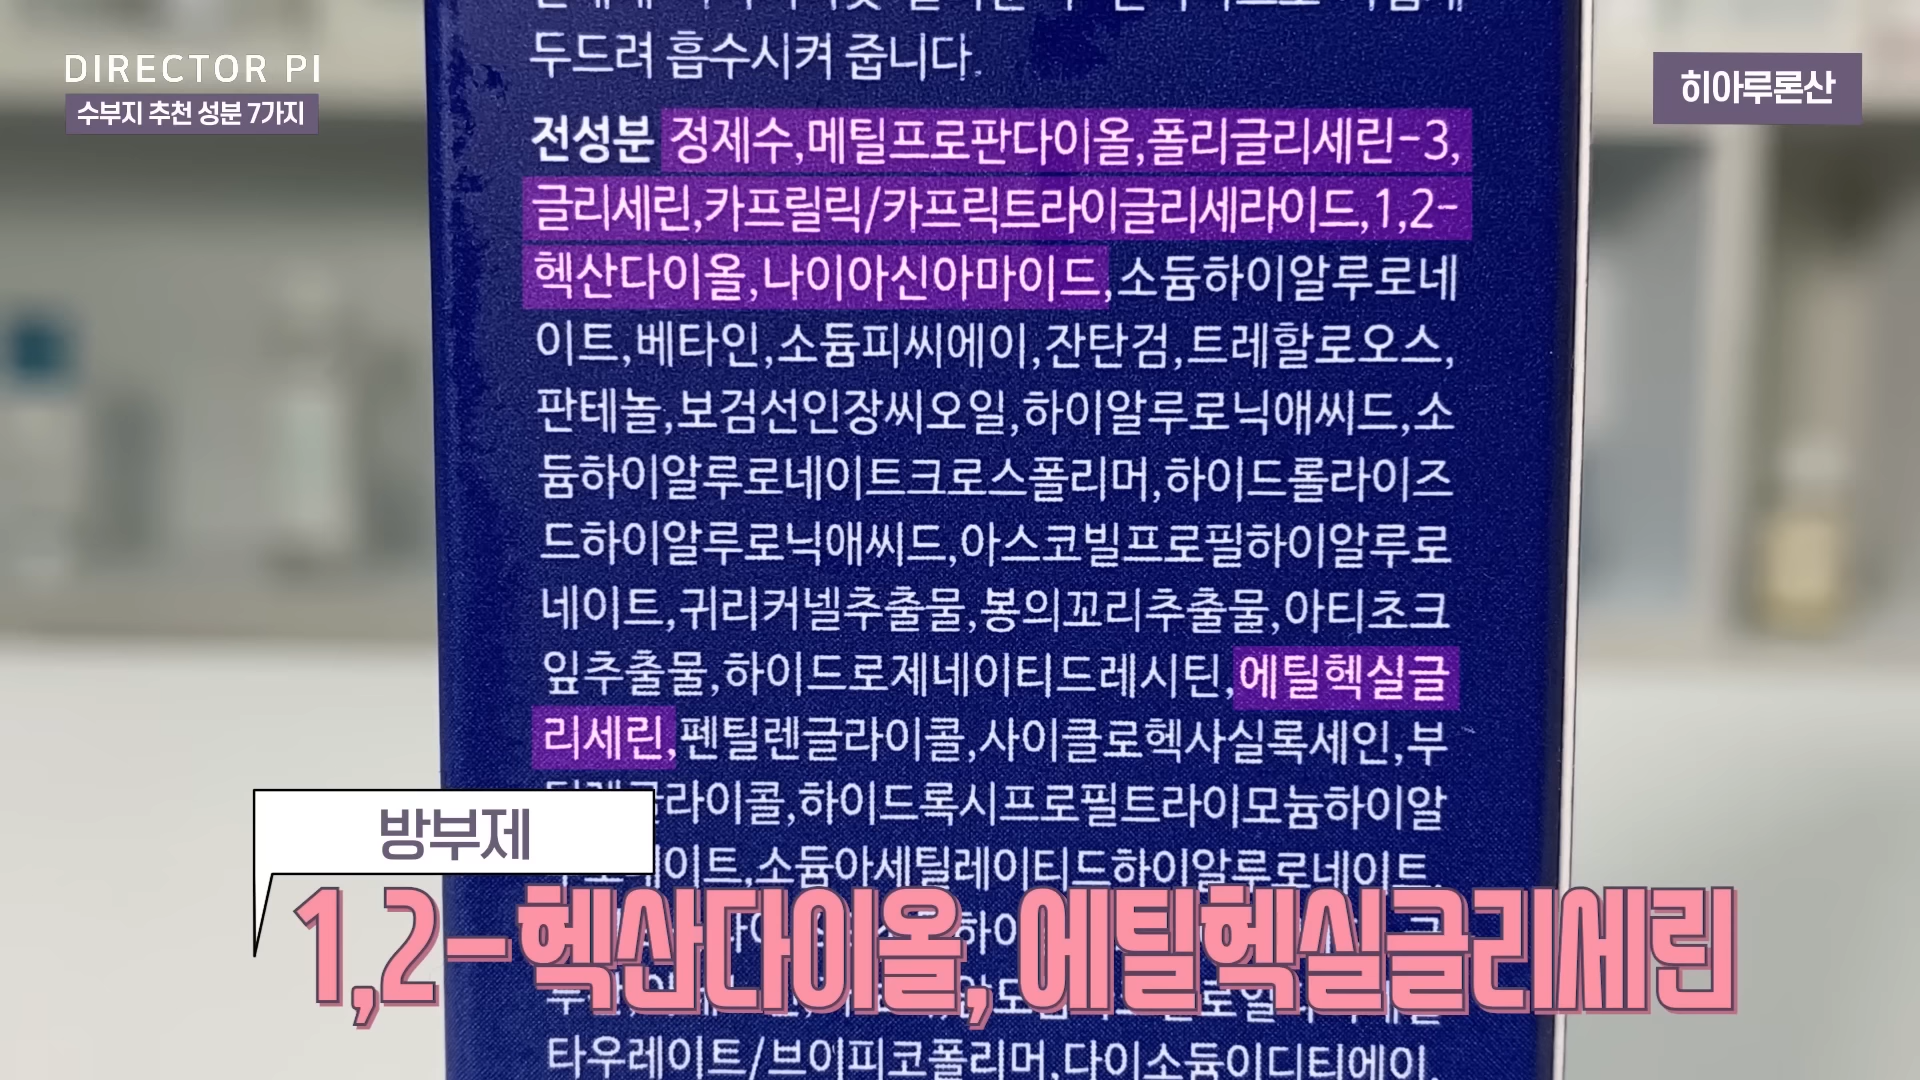 DIRECTOR PI
수부지 추천 성분 7가지
히아루론산
두드려 흡수시켜 줍니다.
전성분 정제수,메틸프로판다이올,폴리글리세린-3,
글리세린,카프릴릭/카프릭트라이글리세라이드,1,2-
헥산다이올,나이아신아마이드,소듐하이알루로네
이트,베타인,소듐피씨에이,잔탄검,트레할로오스,
판테놀,보검선인장씨오일,하이알루로닉애씨드,소
듐하이알루로네이트크로스폴리머,하이드롤라이즈
드하이알루로닉애씨드,아스코빌프로필하이알루로
네이트,귀리커넬추출물,봉의꼬리추출물,아티초크
잎추출물,하이드로제네이티드레시틴,에틸헥실글
리세린,펜틸렌글라이콜,사이클로헥사실록세인,부
글라이콜,하이드록시프로필트라이모늄하이알
네이트,소듐아세틸레이티드하이알루로네이트,
방부제
1,2-헥산다이올, 에틸헥실글리세린
타우레이트/브이피코폴리머,다이소듐이디티에이,